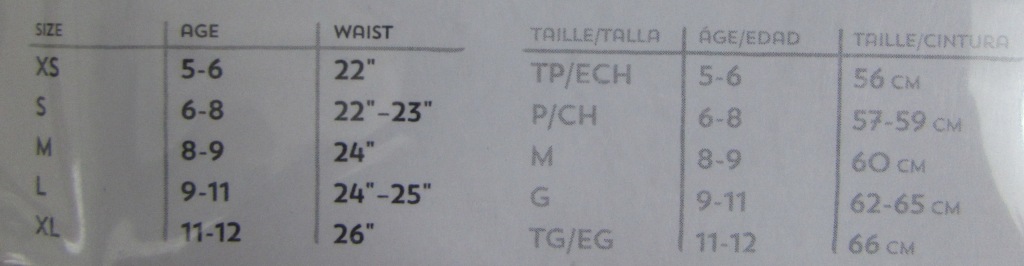 SIZE AGE WAIST
XS 5-6 22"
S 6-8 22"-23"
M 8-9 24"
L 9-11 24"-25"
XL 11-12 26"
TAILLE/TALLA ÂGE/EDAD TAILLE/CINTURA
TP/ECH 5-6 56 CM
P/CH 6-8 57-59 CM
M 8-9 60 CM
G 9-11 62-65 CM
TG/EG 11-12 66 CM